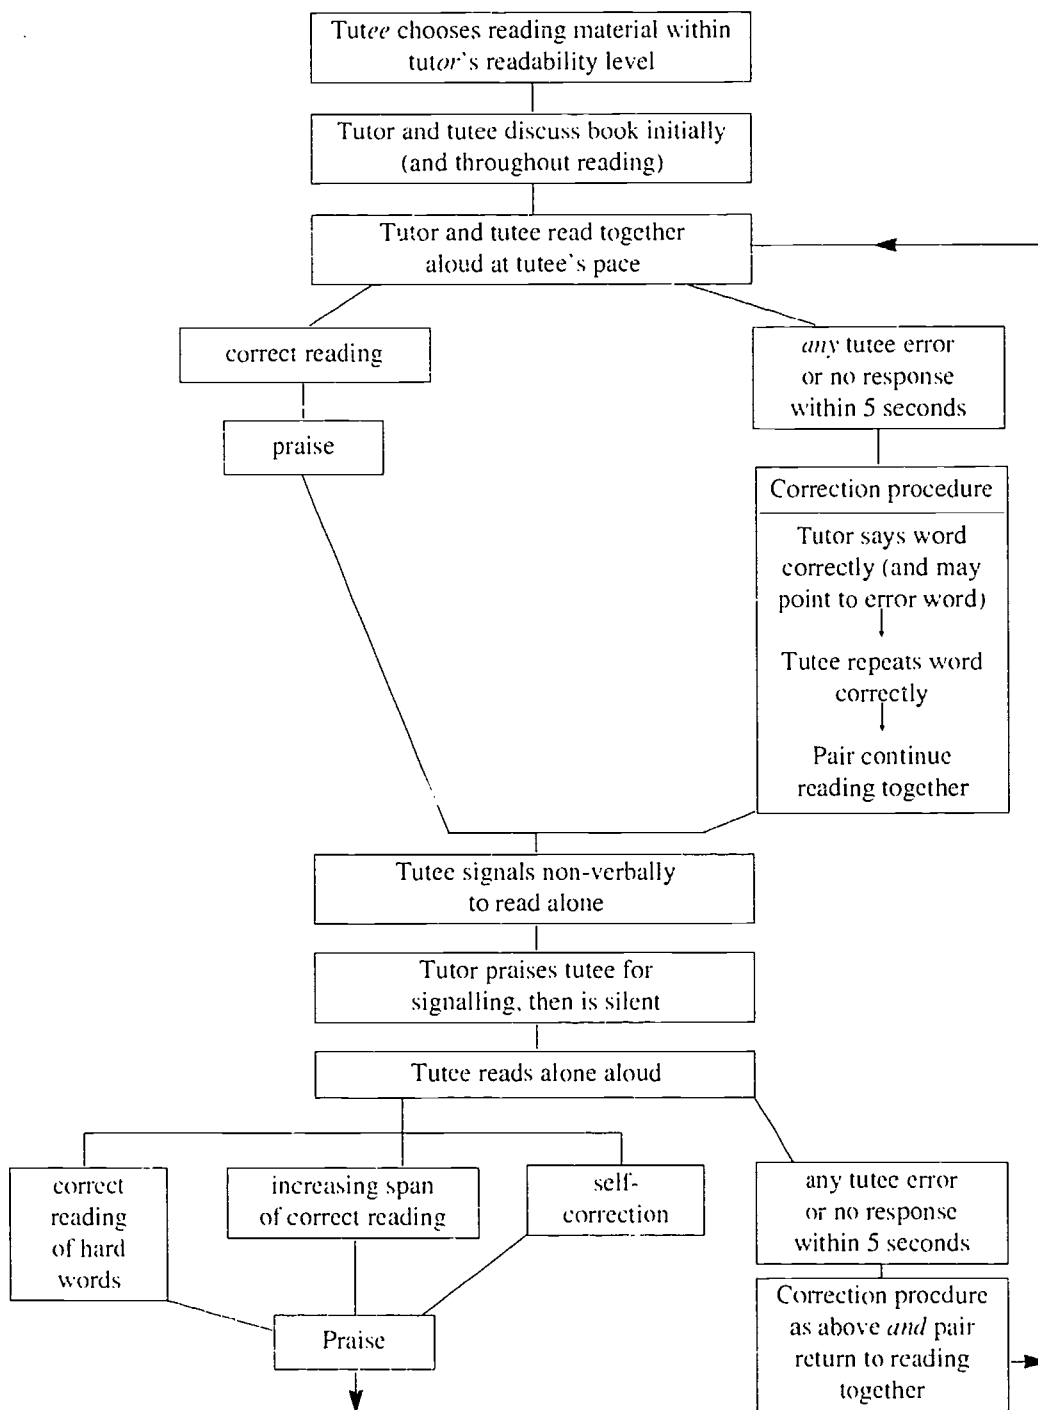 Tutee chooses reading material within
tutor's readability level
Tutor and tutee discuss book initially
(and throughout reading)
Tutor and tutee read together
aloud at tutee's pace
correct reading
praise
any tutee error
or no response
within 5 seconds
Correction procedure
Tutor says word
correctly (and may
point to error word)
Tutee repeats word
correctly
Pair continue
reading together
Tutee signals non-verbally
to read alone
Tutor praises tutee for
signalling, then is silent
Tutee reads alone aloud
correct
reading
of hard
words
increasing span
of correct reading
self-
correction
Praise
any tutee error
or no response
within 5 seconds
Correction procdure
as above and pair
return to reading
together